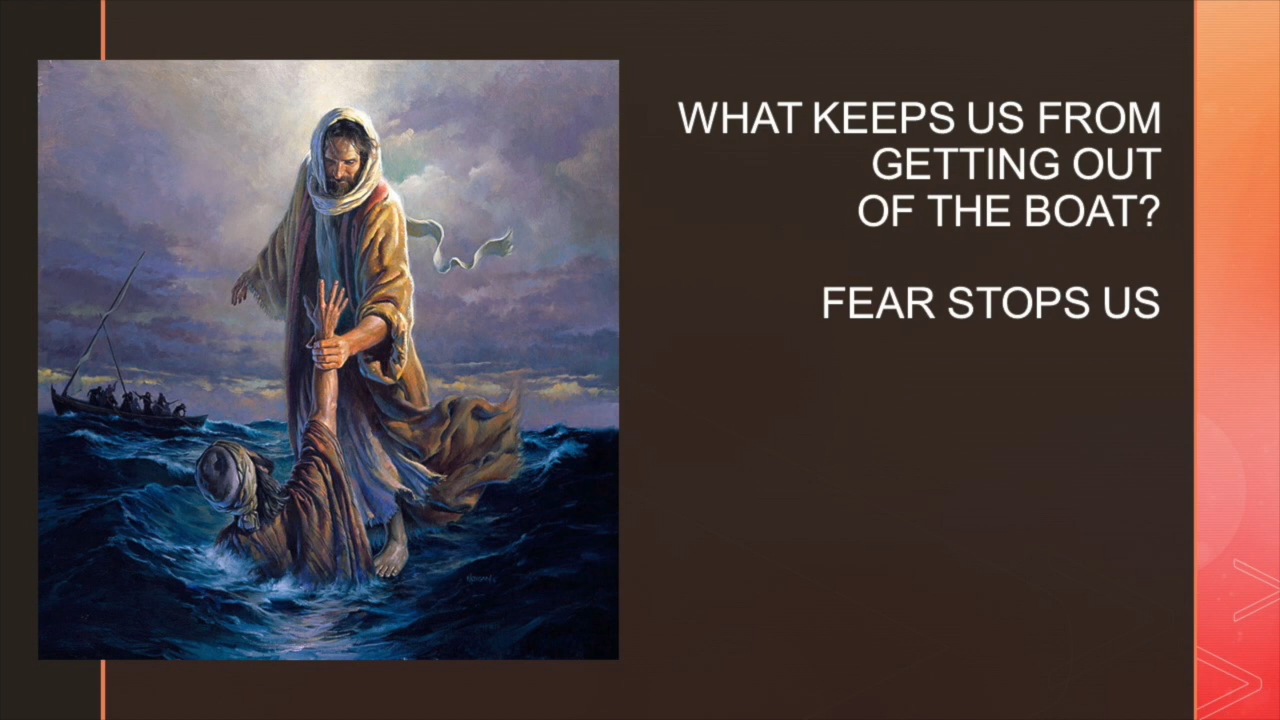 WHAT KEEPS US FROM
GETTING OUT
OF THE BOAT?
FEAR STOPS US